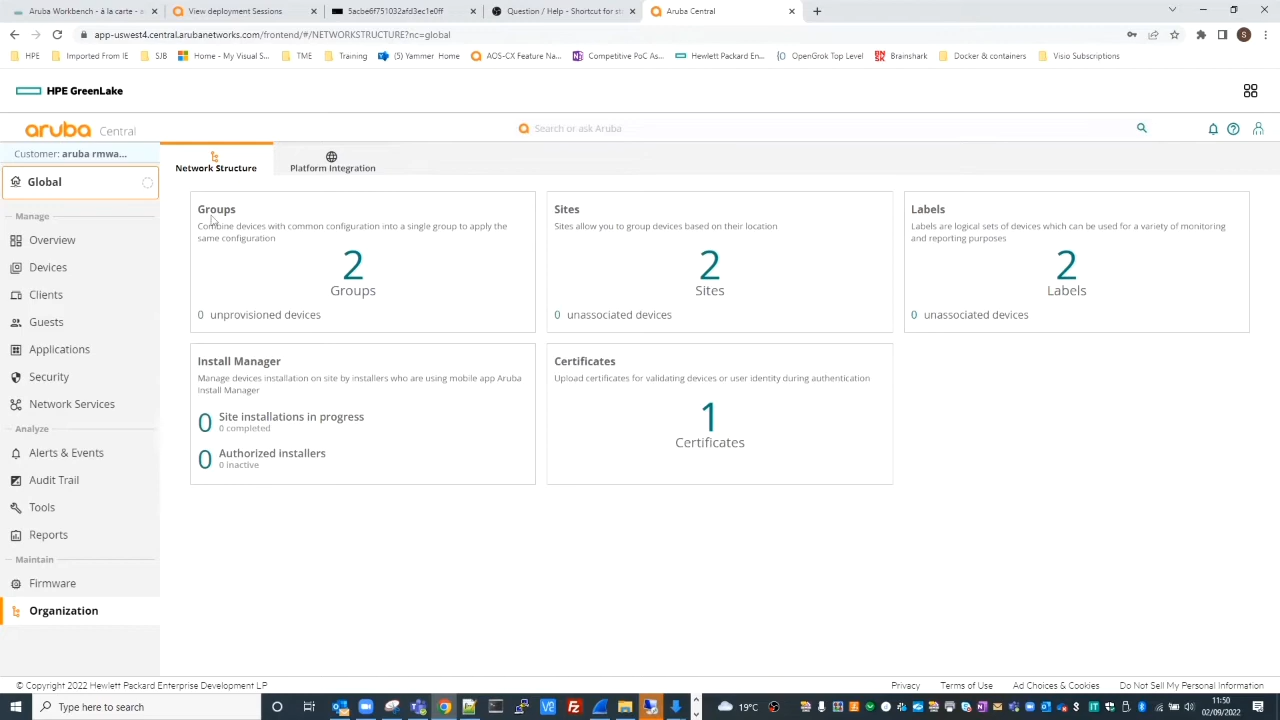 Workbench - Answers:
View deployment Sessions
5acbe6f751032afd3ec1e0ff
Question / Help - Shortcut for st
Aruba Central
app-uswest4.central.arubanetworks.com/frontend/#/NETWORKSTRUCTURE?nc=global
S
HPE
Imported From IE
SJB
Home - My Visual S...
TME
Training
(5) Yammer Home
AOS-CX Feature Na...
Competitive PoC As...
Hewlett Packard En...
OpenGrok Top Level
Brainshark
Docker & containers
Visio Subscriptions
HPE GreenLake
aruba Central
Search or ask Aruba
Customer: aruba rmwa...
Global
Manage
Overview
Devices
Clients
Guests
Applications
Security
Network Services
Analyze
Alerts & Events
Audit Trail
Tools
Reports
Maintain
Firmware
Organization
Network Structure
Platform Integration
Groups
Combine devices with common configuration into a single group to apply the
same configuration
2
Groups
0 unprovisioned devices
Sites
Sites allow you to group devices based on their location
2
Sites
0 unassociated devices
Labels
Labels are logical sets of devices which can be used for a variety of monitoring
and reporting purposes
2
Labels
0 unassociated devices
Install Manager
Manage devices installation on site by installers who are using mobile app Aruba
Install Manager
0 Site installations in progress
0 completed
0 Authorized installers
0 inactive
Certificates
Upload certificates for validating devices or user identity during authentication
1
Certificates
© Copyright 2022 Hewlett Packard Enterprise Development LP
Privacy
Terms of Use
Ad Choices & Cookies
Do Not Sell My Personal Information
Type here to search
19°C
11:50
02/09/2022